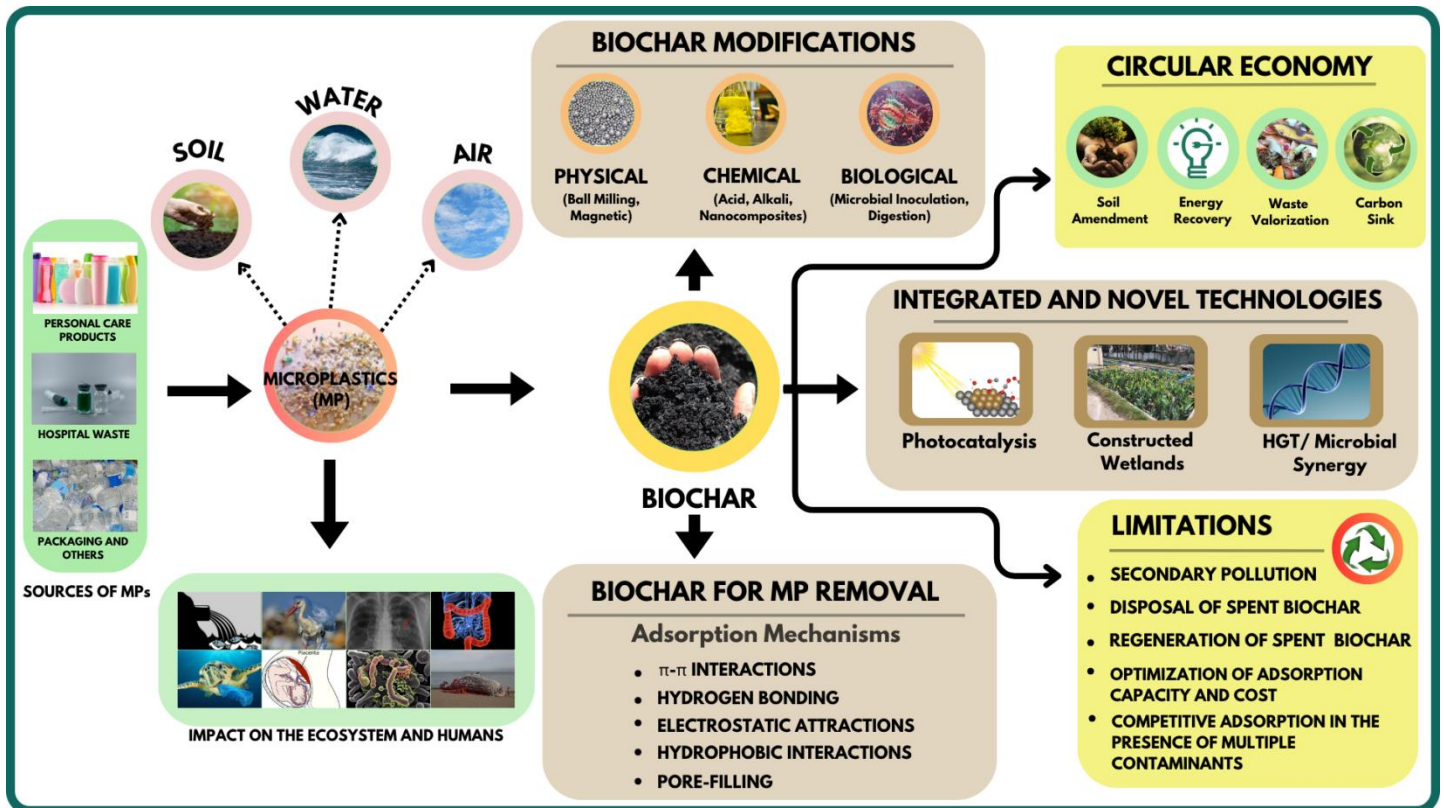 SOIL
WATER
AIR
PERSONAL CARE
PRODUCTS
HOSPITAL WASTE
PACKAGING AND
OTHERS
SOURCES OF MPs
MICROPLASTICS
(MP)
Placenta
IMPACT ON THE ECOSYSTEM AND HUMANS
BIOCHAR MODIFICATIONS
PHYSICAL
(Ball Milling,
Magnetic)
CHEMICAL
(Acid, Alkali,
Nanocomposites)
BIOLOGICAL
(Microbial Inoculation,
Digestion)
BIOCHAR
BIOCHAR FOR MP REMOVAL
Adsorption Mechanisms
• π-π INTERACTIONS
• HYDROGEN BONDING
• ELECTROSTATIC ATTRACTIONS
• HYDROPHOBIC INTERACTIONS
• PORE-FILLING
CIRCULAR ECONOMY
Soil
Amendment
Energy
Recovery
Waste
Valorization
Carbon
Sink
INTEGRATED AND NOVEL TECHNOLOGIES
Photocatalysis
Constructed
Wetlands
HGT/ Microbial
Synergy
LIMITATIONS
• SECONDARY POLLUTION
• DISPOSAL OF SPENT BIOCHAR
• REGENERATION OF SPENT BIOCHAR
• OPTIMIZATION OF ADSORPTION
CAPACITY AND COST
• COMPETITIVE ADSORPTION IN THE
PRESENCE OF MULTIPLE
CONTAMINANTS